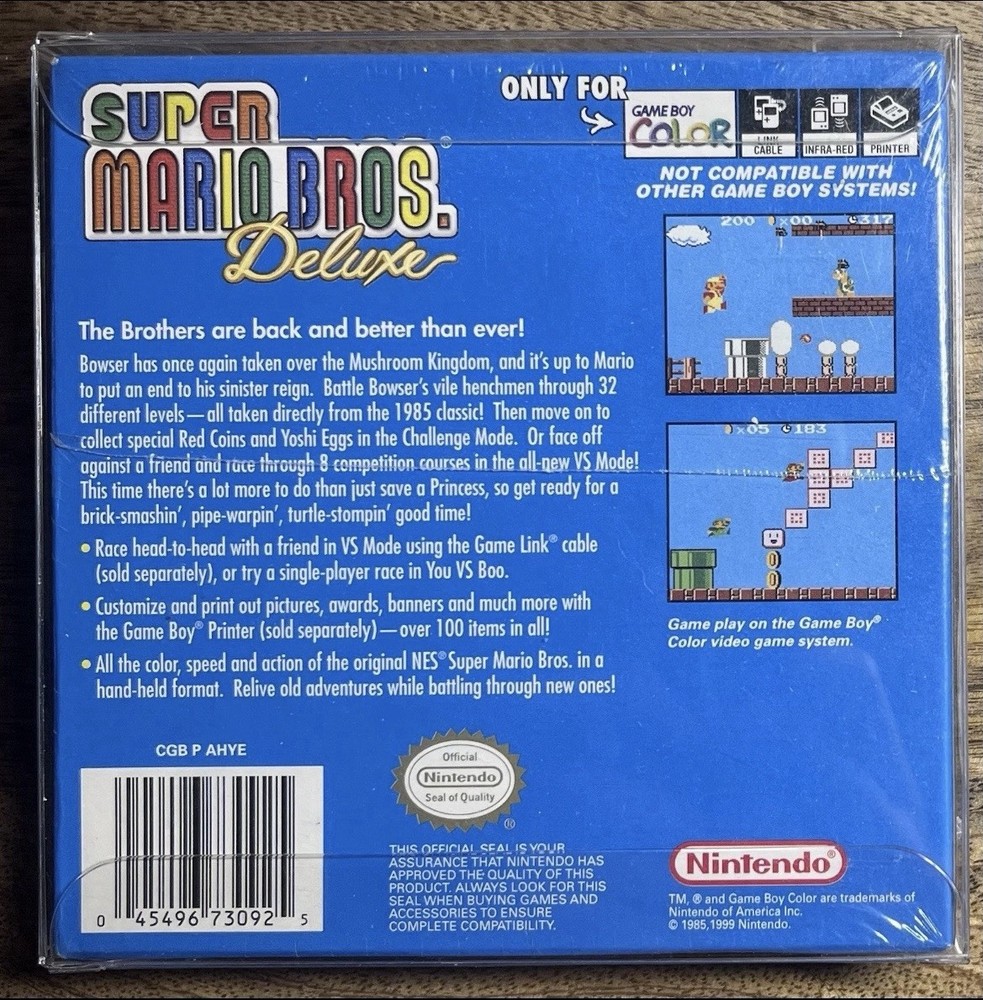 SUPER
MARIO BROS.
Deluxe
ONLY FOR
GAME BOY
COLOR
LINK
CABLE
INFRA-RED
PRINTER
NOT COMPATIBLE WITH
OTHER GAME BOY SYSTEMS!
200 ×00 317
The Brothers are back and better than ever!
Bowser has once again taken over the Mushroom Kingdom, and it's up to Mario
to put an end to his sinister reign. Battle Bowser's vile henchmen through 32
different levels—all taken directly from the 1985 classic! Then move on to
collect special Red Coins and Yoshi Eggs in the Challenge Mode. Or face off
against a friend and race through 8 competition courses in the all-new VS Mode!
This time there's a lot more to do than just save a Princess, so get ready for a
brick-smashin', pipe-warpin', turtle-stompin' good time!
• Race head-to-head with a friend in VS Mode using the Game Link® cable
(sold separately), or try a single-player race in You VS Boo.
• Customize and print out pictures, awards, banners and much more with
the Game Boy® Printer (sold separately)—over 100 items in all!
• All the color, speed and action of the original NES® Super Mario Bros. in a
hand-held format. Relive old adventures while battling through new ones!
×05 183
Game play on the Game Boy®
Color video game system.
CGB P AHYE
0 45496 73092 5
Official
Nintendo
Seal of Quality
®
THIS OFFICIAL SEAL IS YOUR
ASSURANCE THAT NINTENDO HAS
APPROVED THE QUALITY OF THIS
PRODUCT. ALWAYS LOOK FOR THIS
SEAL WHEN BUYING GAMES AND
ACCESSORIES TO ENSURE
COMPLETE COMPATIBILITY.
Nintendo®
TM, ® and Game Boy Color are trademarks of
Nintendo of America Inc.
© 1985,1999 Nintendo.